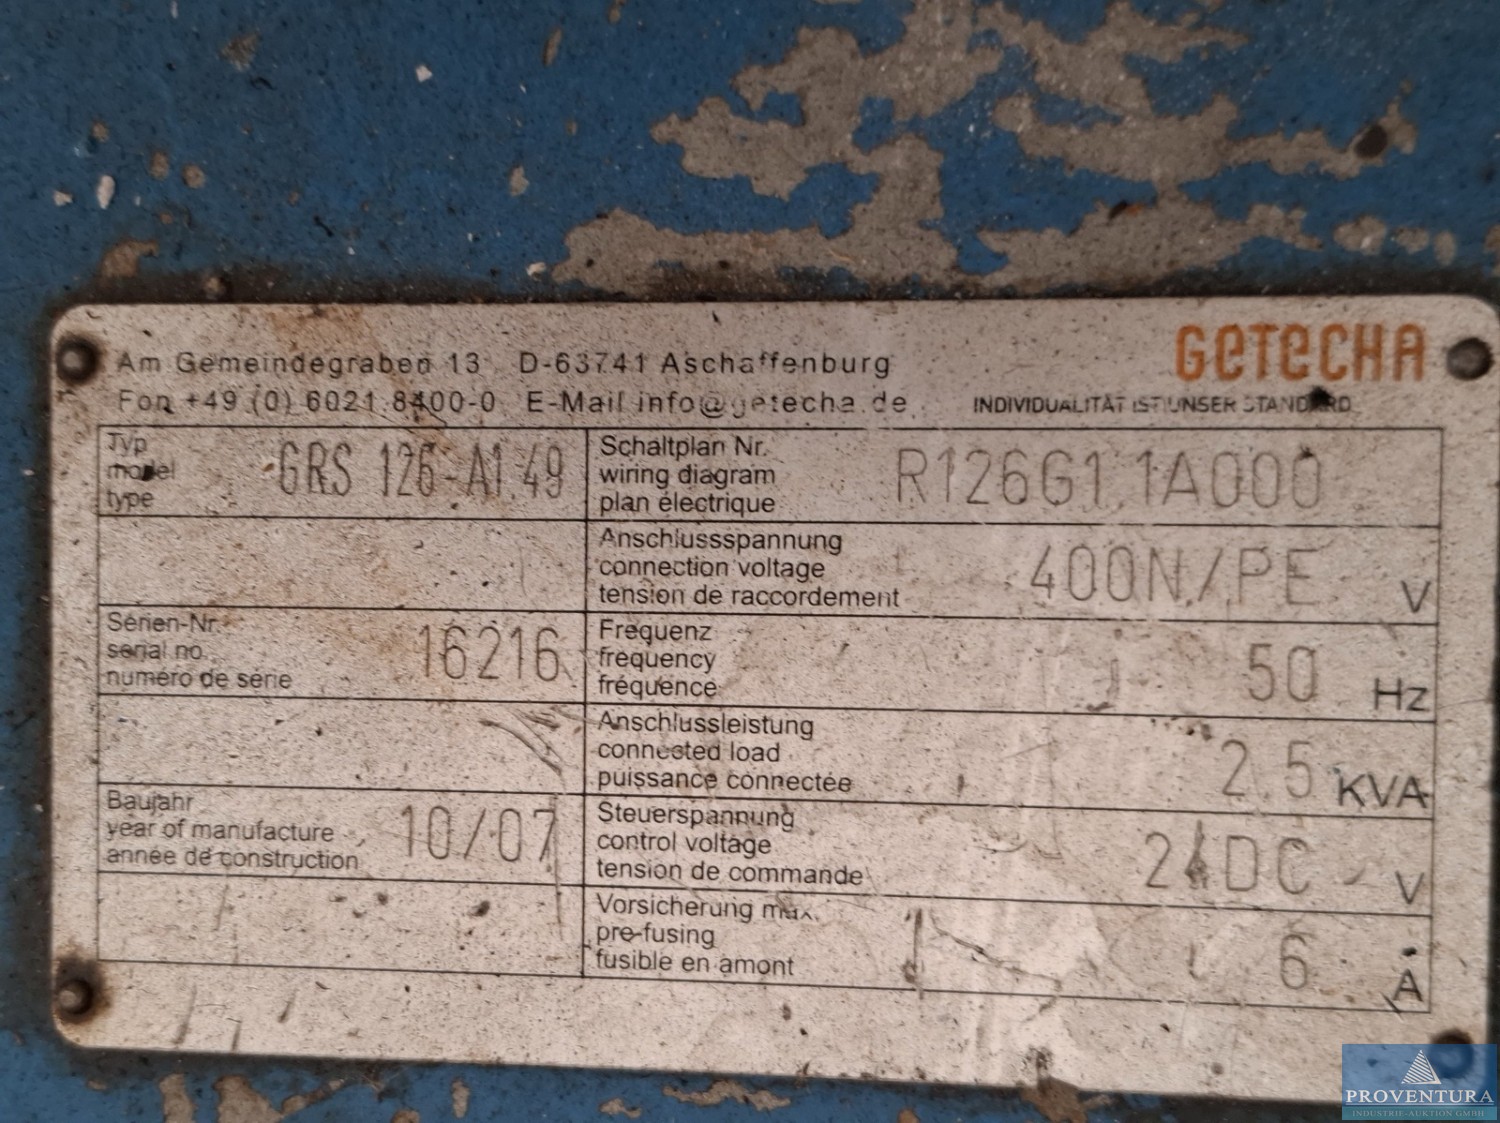 GETECHA
Am Gemeindegraben 13 D-63741 Aschaffenburg
Fon +49 (0) 6021 8400-0 E-Mail info@getecha.de
INDIVIDUALITÄT IST UNSER STANDARD
Typ
model
type
GRS 126-A1.49
Schaltplan Nr.
wiring diagram
plan électrique
R126G1.1A000
Anschlussspannung
connection voltage
tension de raccordement
400N/PE V
Serien-Nr.
serial no.
numéro de série
16216
Frequenz
frequency
fréquence
50 Hz
Anschlussleistung
connected load
puissance connectée
2.5 KVA
Baujahr
year of manufacture
année de construction
10/07
Steuerspannung
control voltage
tension de commande
24DC V
Vorsicherung max.
pre-fusing
fusible en amont
6 A
PROVENTURA
INDUSTRIE-AUKTION GMBH